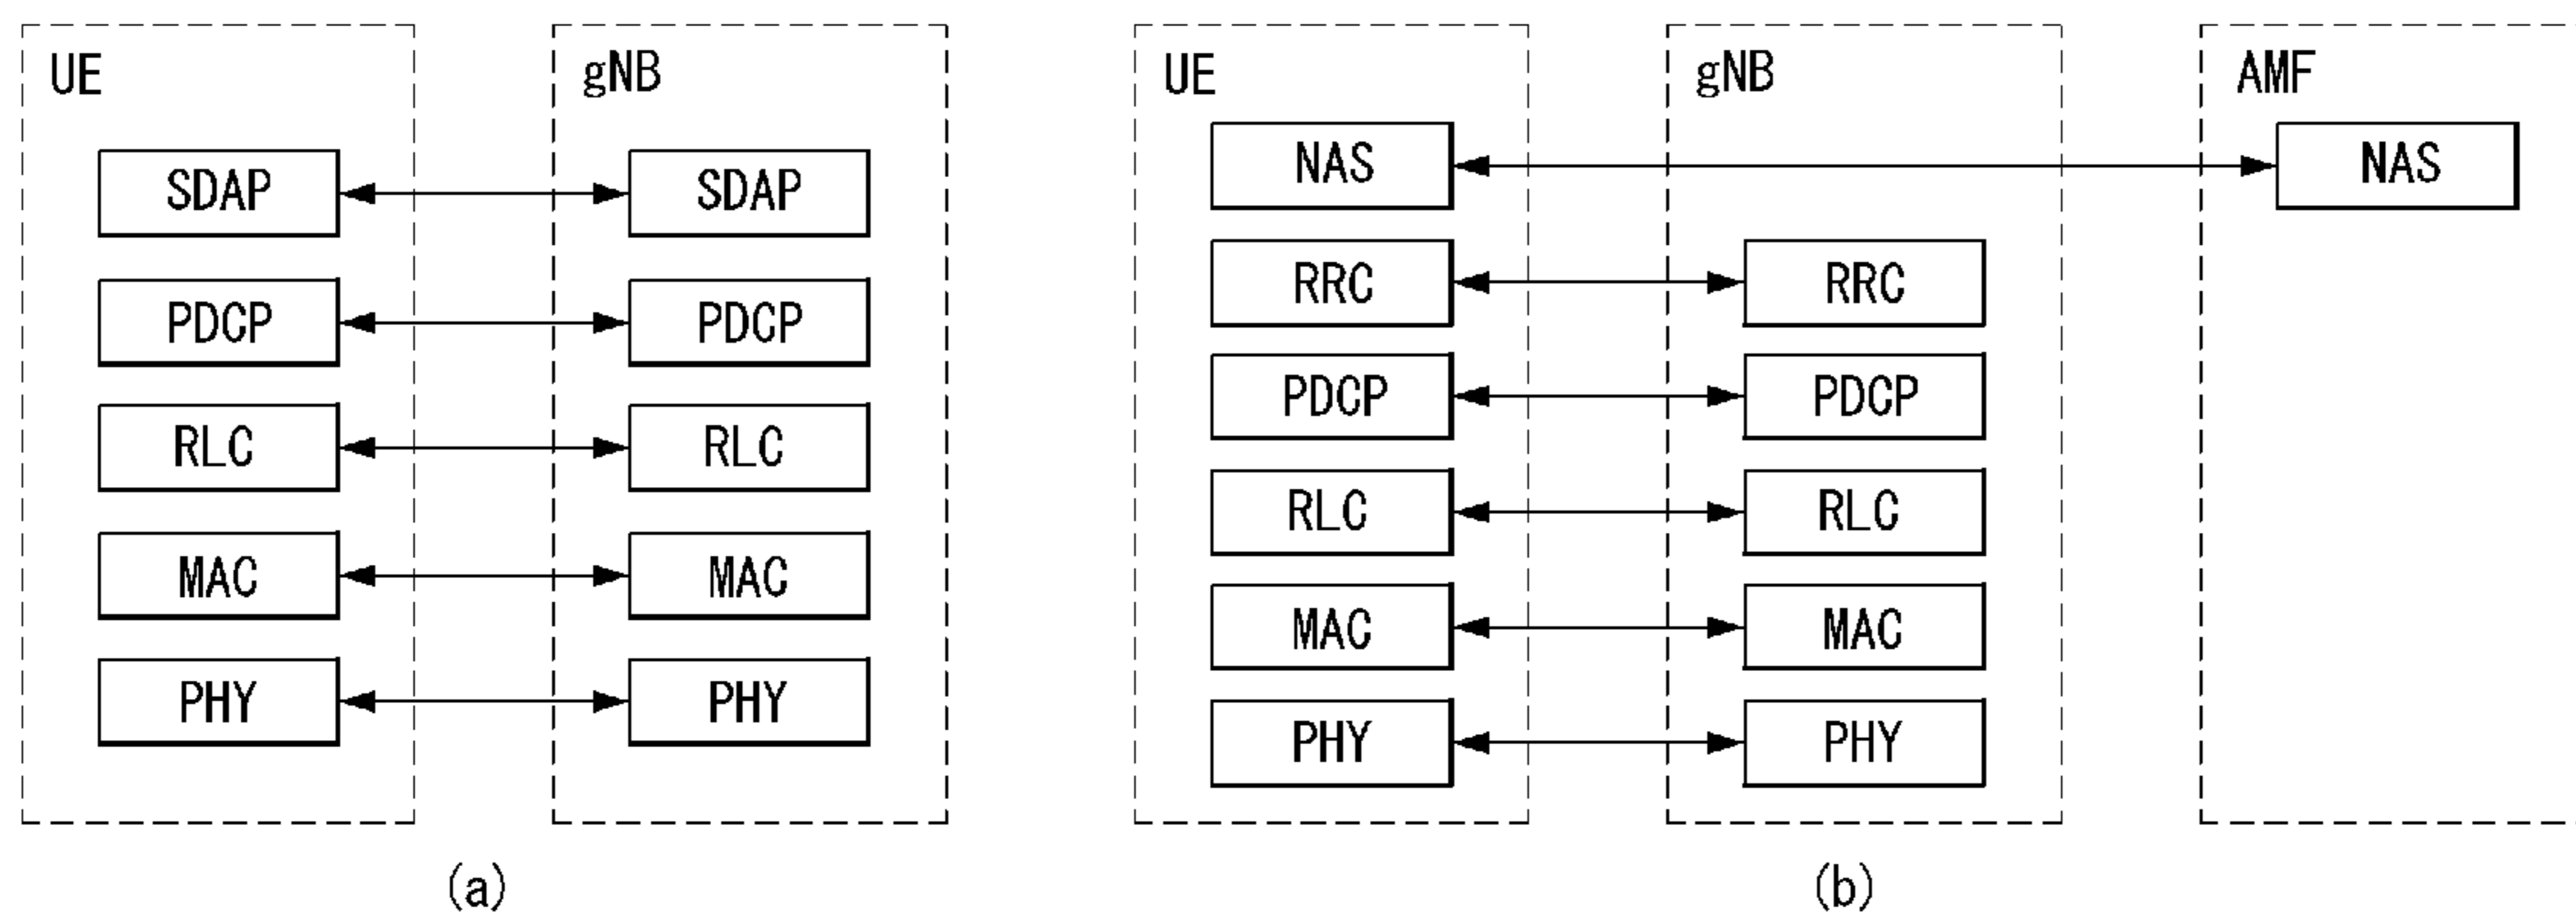 UE gNB
SDAP SDAP
PDCP PDCP
RLC RLC
MAC MAC
PHY PHY
(a)
UE gNB AMF
NAS NAS
RRC RRC
PDCP PDCP
RLC RLC
MAC MAC
PHY PHY
(b)